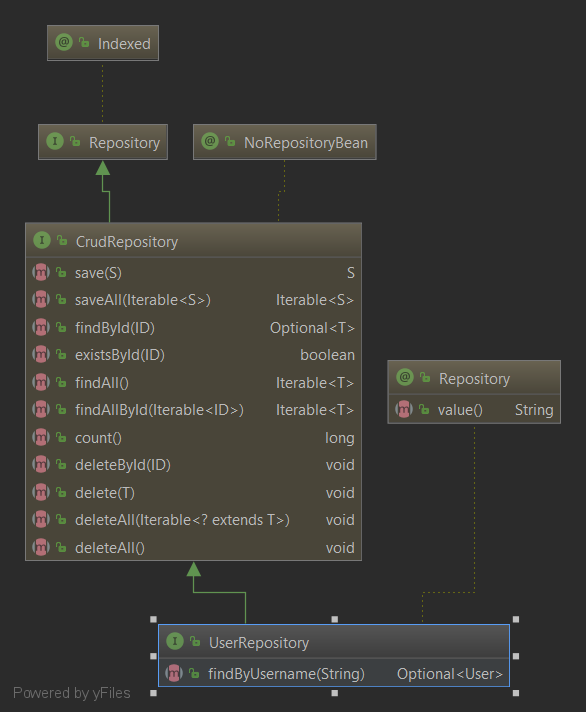 @ Indexed
I Repository
@ NoRepositoryBean
I CrudRepository
m save(S) S
m saveAll(Iterable<S>) Iterable<S>
m findById(ID) Optional<T>
m existsById(ID) boolean
m findAll() Iterable<T>
m findAllById(Iterable<ID>) Iterable<T>
m count() long
m deleteById(ID) void
m delete(T) void
m deleteAll(Iterable<? extends T>) void
m deleteAll() void
@ Repository
m value() String
I UserRepository
m findByUsername(String) Optional<User>
Powered by yFiles